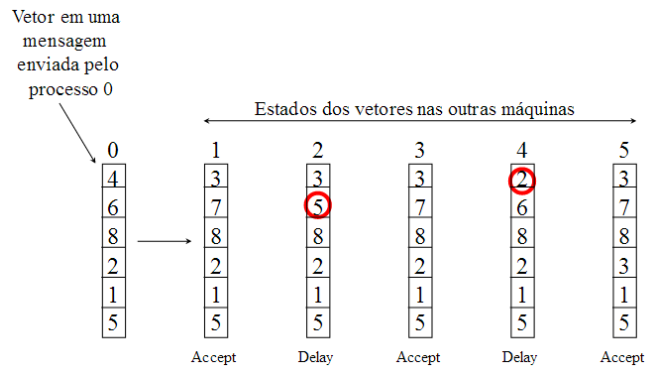 Vetor em uma
mensagem
enviada pelo
processo 0
Estados dos vetores nas outras máquinas
0 1 2 3 4 5
4 3 3 3 2 3
6 7 5 7 6 7
8 8 8 8 8 8
2 2 2 2 2 3
1 1 1 1 1 1
5 5 5 5 5 5
Accept Delay Accept Delay Accept